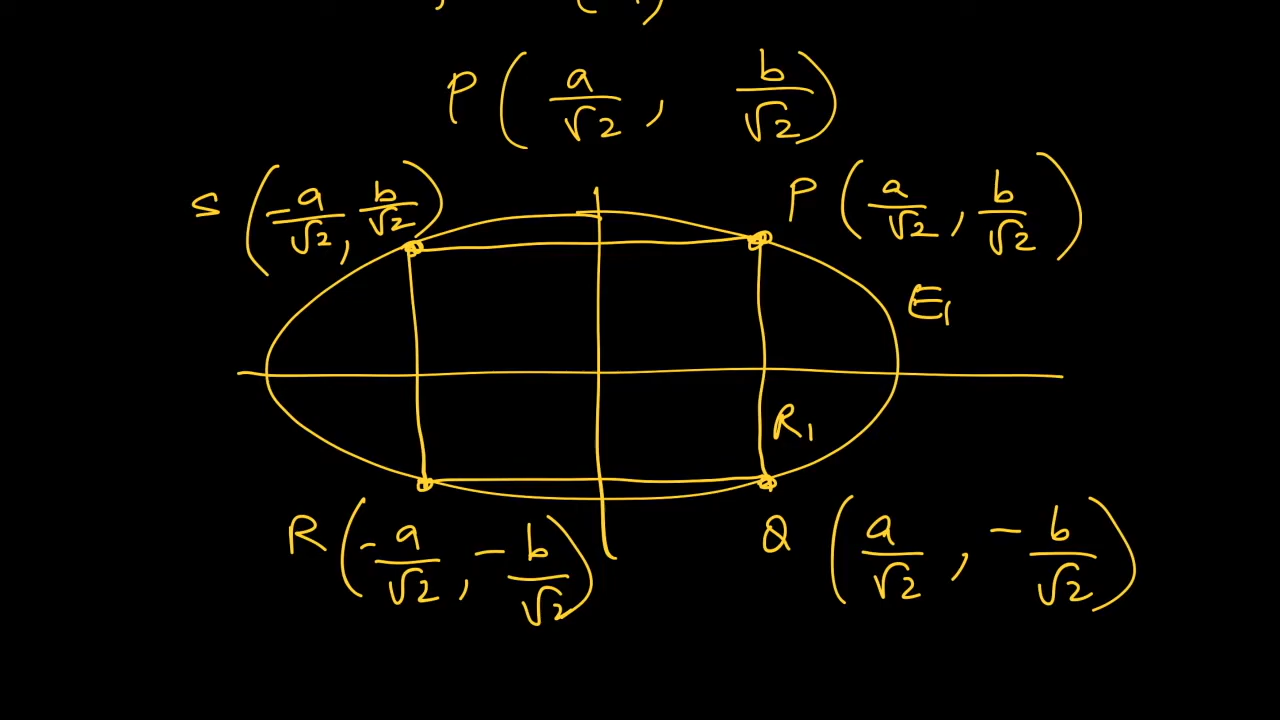 P ( a/√2 , b/√2 )
S ( -a/√2 , b/√2 )
P ( a/√2 , b/√2 )
E₁
R₁
R ( -a/√2 , -b/√2 )
Q ( a/√2 , -b/√2 )